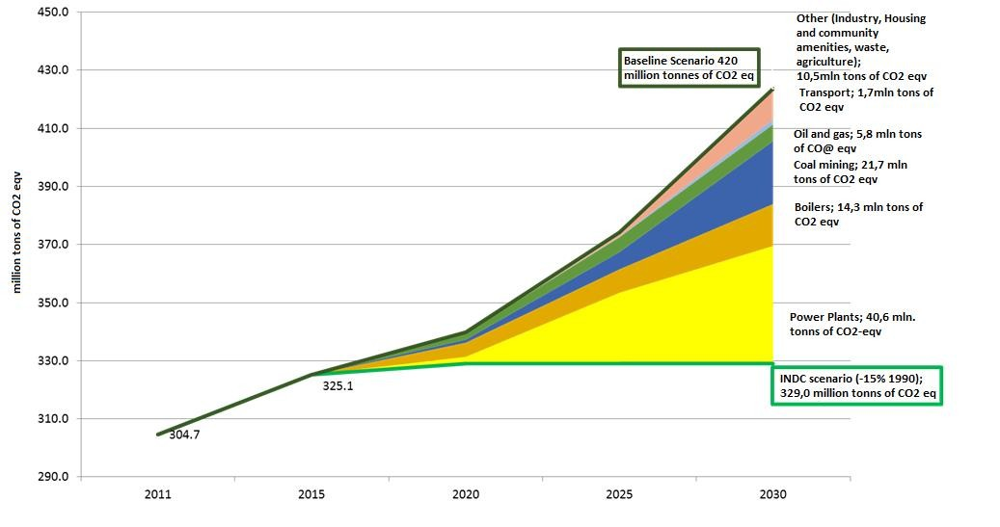 450.0
430.0
410.0
390.0
370.0
350.0
330.0
310.0
290.0
million tons of CO2 eqv
2011
2015
2020
2025
2030
304.7
325.1
Baseline Scenario 420
million tonnes of CO2 eq
Other (Industry, Housing
and community
amenities, waste,
agriculture);
10,5mln tons of CO2 eqv
Transport; 1,7mln tons of
CO2 eqv
Oil and gas; 5,8 mln tons
of CO@ eqv
Coal mining; 21,7 mln
tons of CO2 eqv
Boilers; 14,3 mln tons of
CO2 eqv
Power Plants; 40,6 mln.
tonns of CO2-eqv
INDC scenario (-15% 1990);
329,0 million tonns of CO2 eq